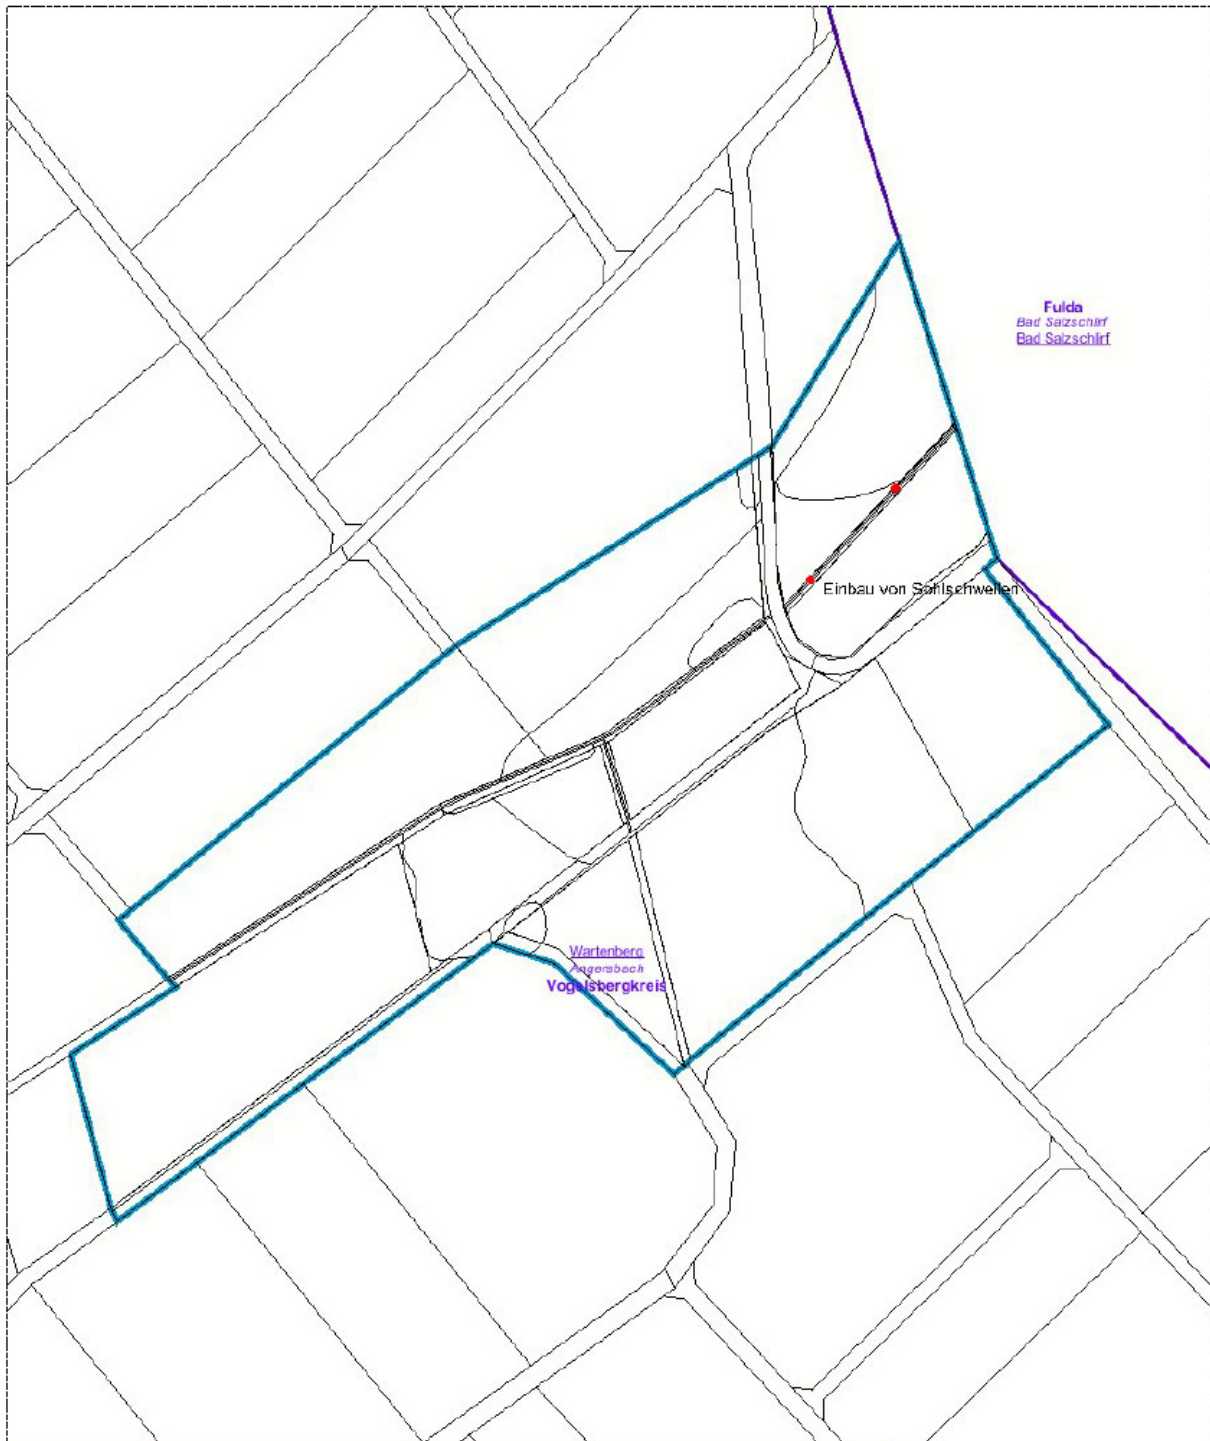 Fulda
Bad Salzschlirf
Bad Salzschlirf
Einbau von Sohlschwellen
Wartenberg
Angersbach
Vogelsbergkreis